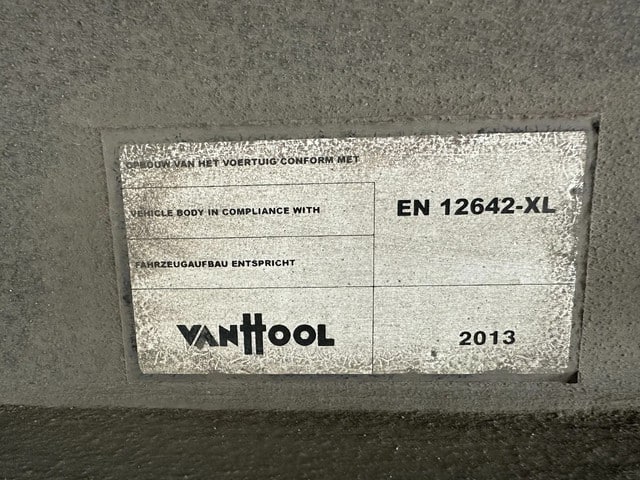 OPBOUW VAN HET VOERTUIG CONFORM MET
VEHICLE BODY IN COMPLIANCE WITH
EN 12642-XL
FAHRZEUGAUFBAU ENTSPRICHT
VANHOOL
2013